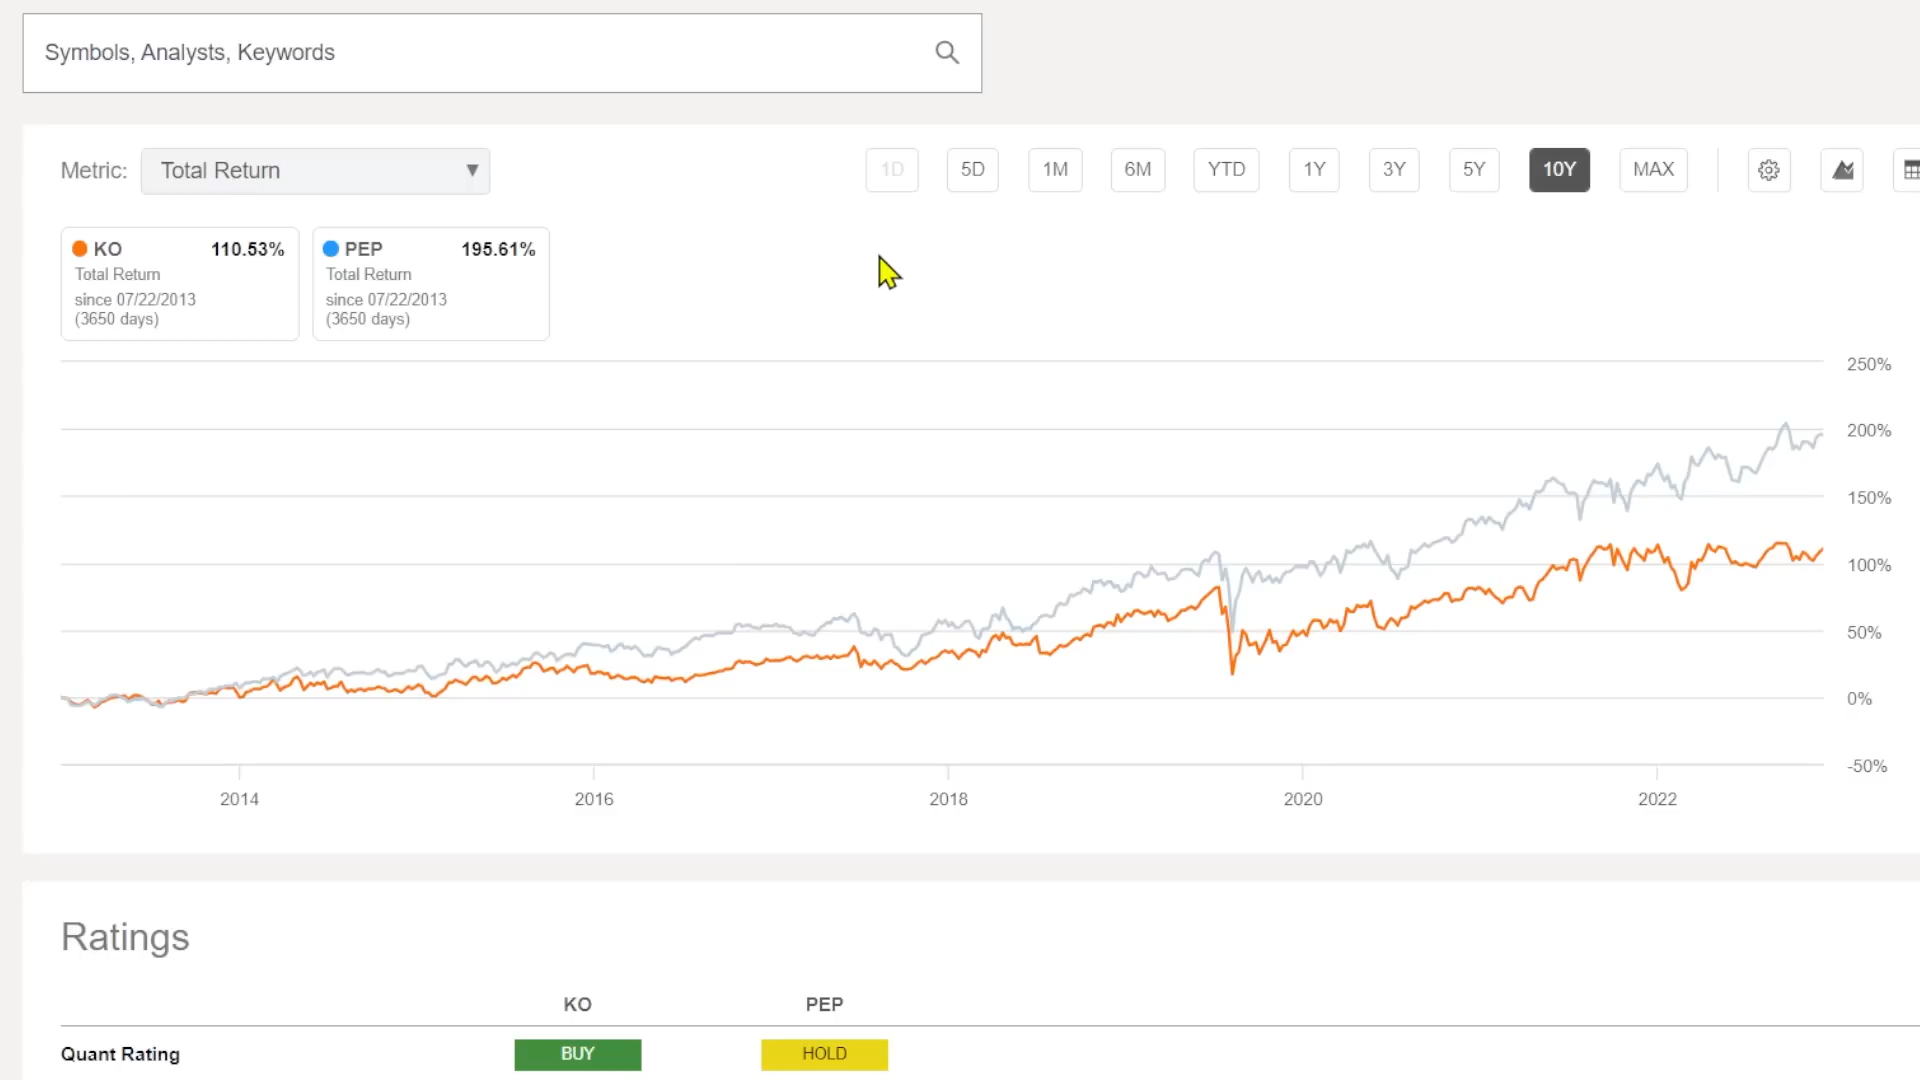 Symbols, Analysts, Keywords
Metric: Total Return
1D 5D 1M 6M YTD 1Y 3Y 5Y 10Y MAX
KO 110.53%
Total Return
since 07/22/2013
(3650 days)
PEP 195.61%
Total Return
since 07/22/2013
(3650 days)
250%
200%
150%
100%
50%
0%
-50%
2014 2016 2018 2020 2022
Ratings
KO PEP
Quant Rating BUY HOLD